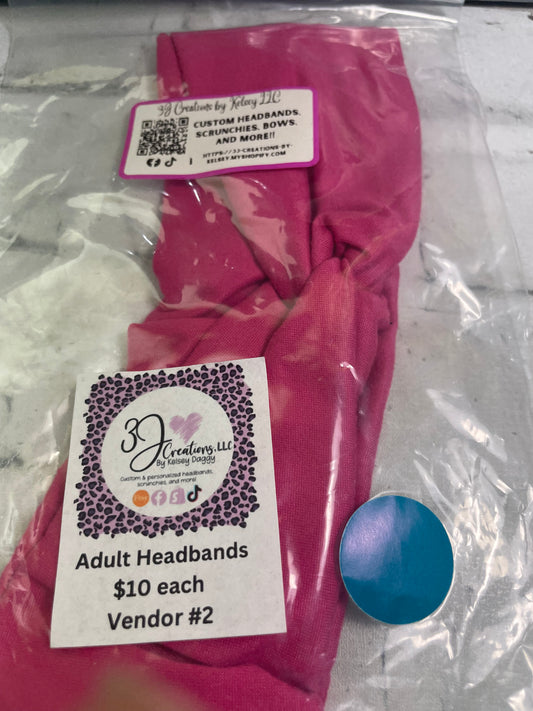 3J Creations by Kelsey LLC
CUSTOM HEADBANDS,
SCRUNCHIES, BOWS,
AND MORE!!
HTTPS://3J-CREATIONS-BY-
KELSEY.MYSHOPIFY.COM
3J
Creations, LLC
By Kelsey Daggy
Custom & personalized headbands,
scrunchies, and more!
Adult Headbands
$10 each
Vendor #2